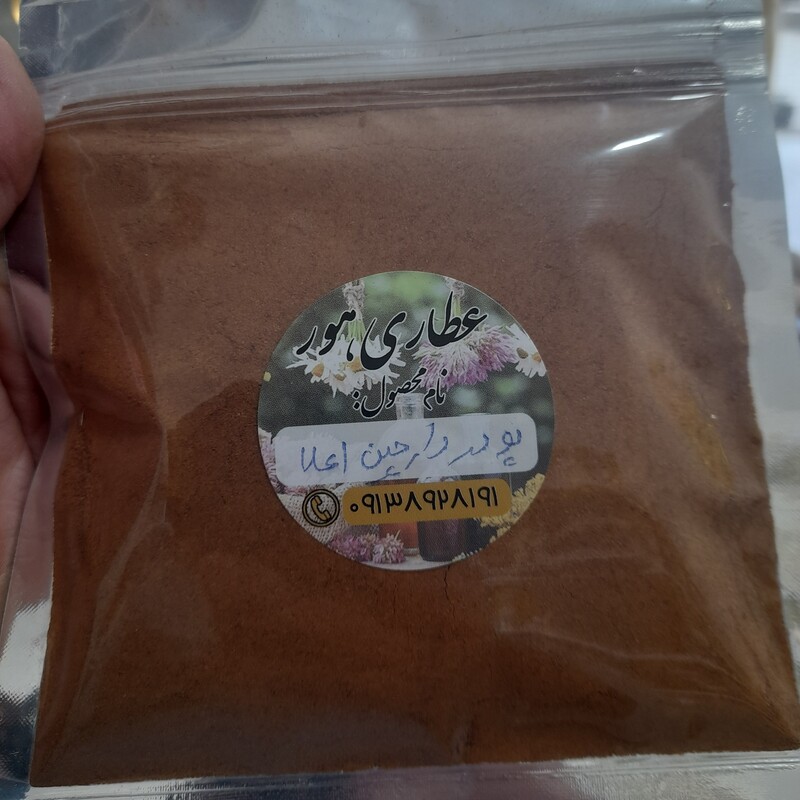 عطاری هور
نام محصول:
پودر دارچین اعلا
۰۹۱۳۸۹۲۸۱۹۱